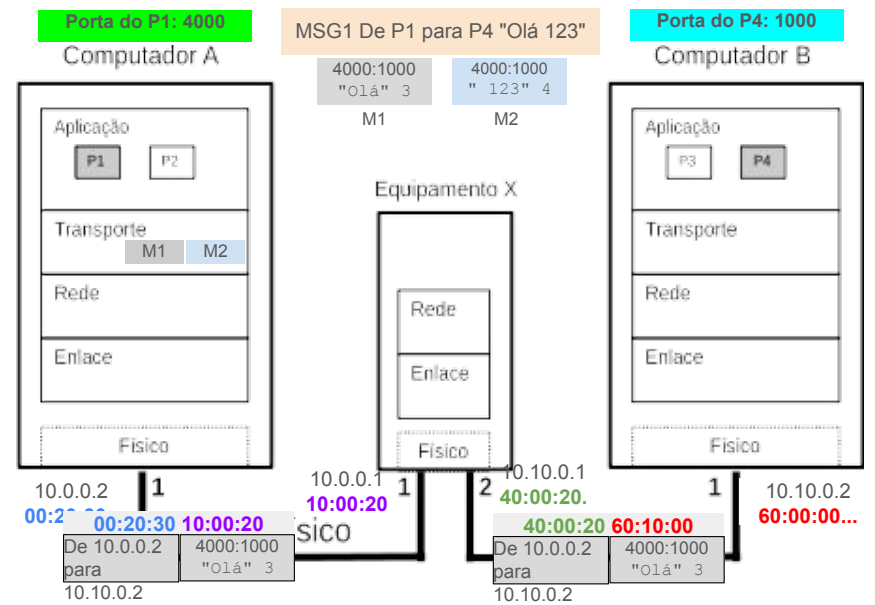 Porta do P1: 4000
MSG1 De P1 para P4 "Olá 123"
Porta do P4: 1000
Computador A
Computador B
4000:1000
"Olá" 3
4000:1000
" 123" 4
M1
M2
Aplicação
P1
P2
Transporte
M1
M2
Rede
Enlace
Físico
Equipamento X
Rede
Enlace
Físico
Aplicação
P3
P4
Transporte
Rede
Enlace
Físico
10.0.0.2
1
10.0.0.1
10:00:20
1
2
10.10.0.1
40:00:20.
1
10.10.0.2
60:00:00...
00:20:30 10:00:20
De 10.0.0.2
para
10.10.0.2
4000:1000
"Olá" 3
sico
40:00:20 60:10:00
De 10.0.0.2
para
10.10.0.2
4000:1000
"Olá" 3